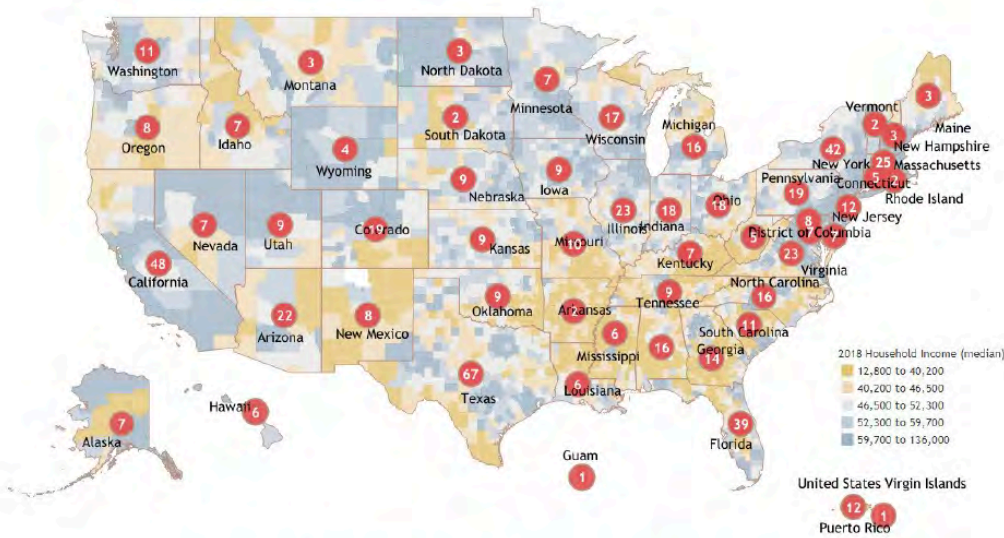 11
Washington
3
Montana
3
North Dakota
7
Minnesota
17
Wisconsin
Michigan
16
Vermont
2
3
Maine
3
New Hampshire
8
Oregon
7
Idaho
4
Wyoming
2
South Dakota
42
New York
25
Massachusetts
5
Connecticut
2
Rhode Island
Pennsylvania
19
12
New Jersey
9
Nebraska
9
Iowa
23
Illinois
18
Indiana
Ohio
18
8
District of Columbia
7
Nevada
9
Utah
Colorado
9
Kansas
Missouri
7
Kentucky
23
Virginia
48
California
22
Arizona
8
New Mexico
9
Oklahoma
Arkansas
9
Tennessee
North Carolina
16
11
South Carolina
Georgia
14
6
Mississippi
16
67
Texas
6
Louisiana
39
Florida
2018 Household Income (median)
12,800 to 40,200
40,200 to 46,500
46,500 to 52,300
52,300 to 59,700
59,700 to 136,000
7
Alaska
Hawaii
6
Guam
1
United States Virgin Islands
12
1
Puerto Rico